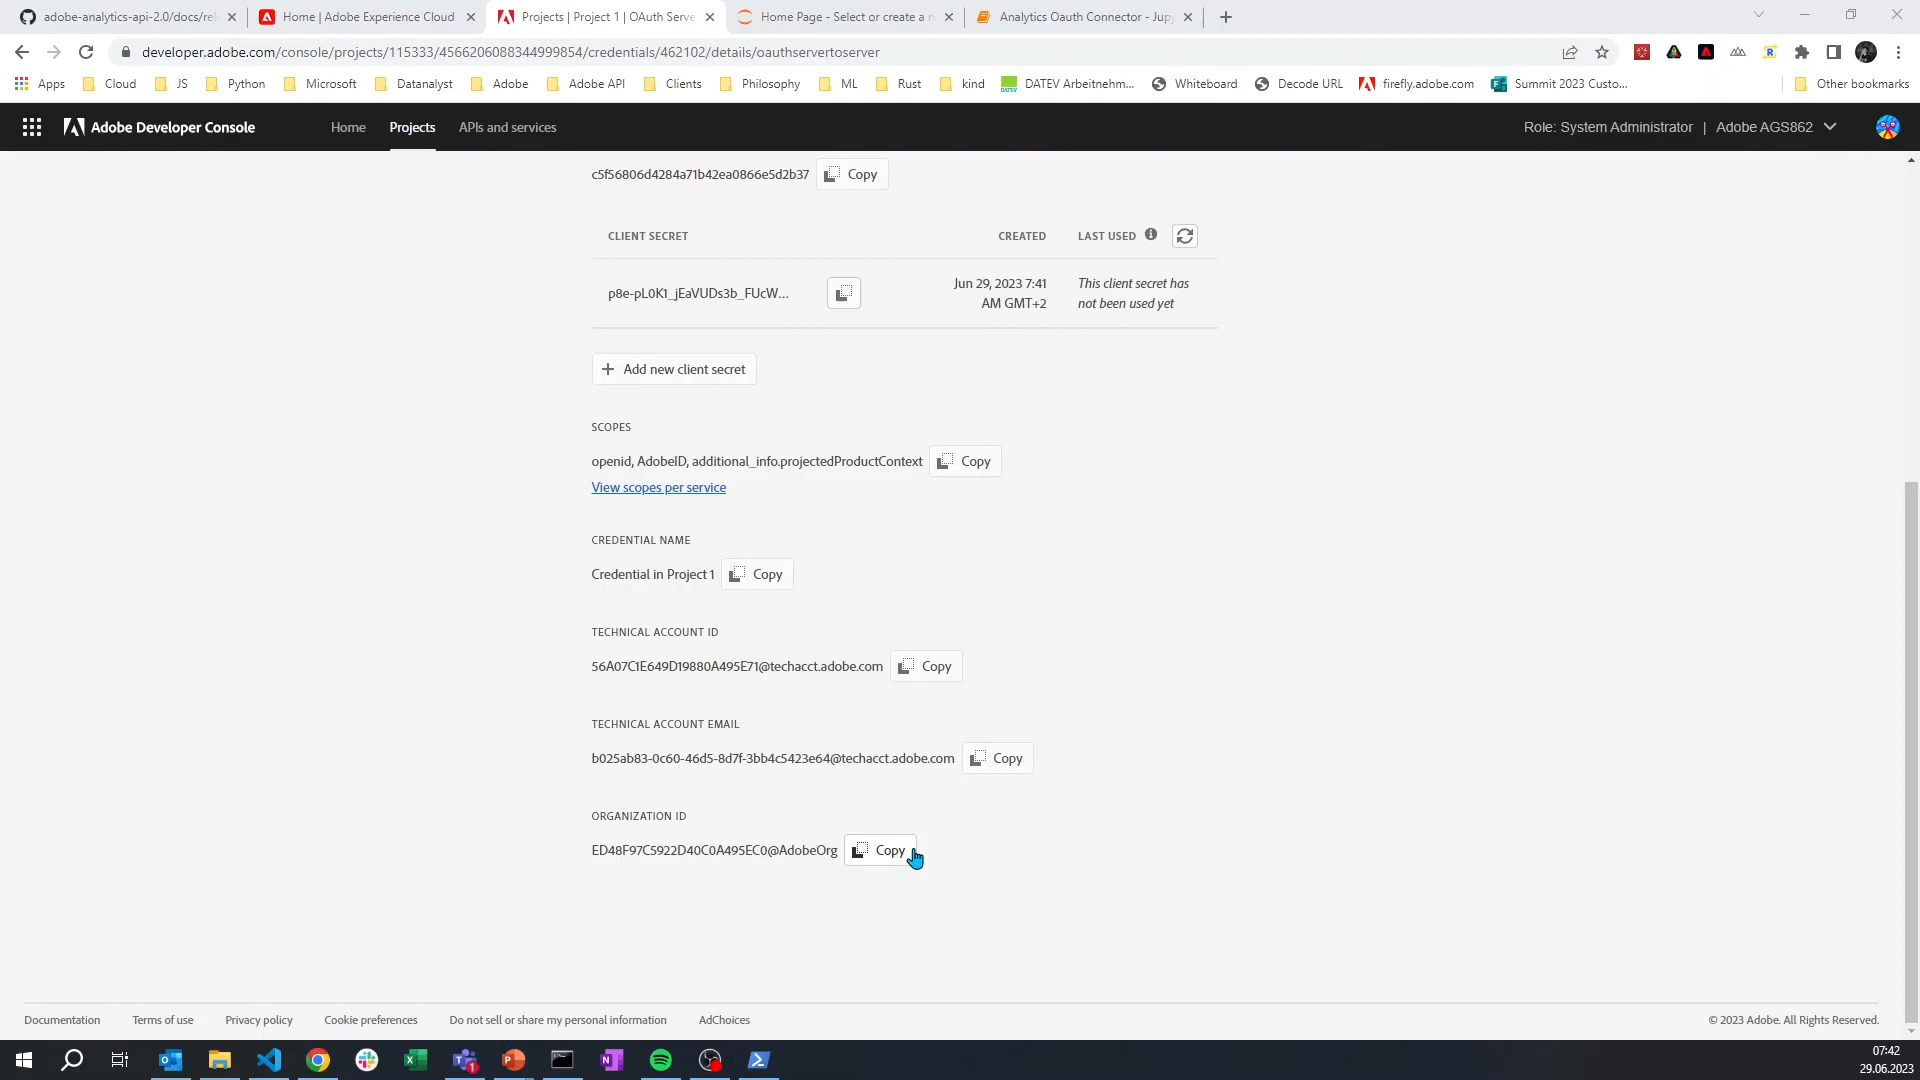 adobe-analytics-api-2.0/docs/rel
Home | Adobe Experience Cloud
Projects | Project 1 | OAuth Serve
Home Page - Select or create a n
Analytics Oauth Connector - Jup
developer.adobe.com/console/projects/115333/4566206088344999854/credentials/462102/details/oauthservertoserver
Apps
Cloud
JS
Python
Microsoft
Datanalyst
Adobe
Adobe API
Clients
Philosophy
ML
Rust
kind
DATEV Arbeitnehm...
Whiteboard
Decode URL
firefly.adobe.com
Summit 2023 Custo...
Other bookmarks
Adobe Developer Console
Home
Projects
APIs and services
Role: System Administrator | Adobe AGS862
c5f56806d4284a71b42ea0866e5d2b37 Copy
CLIENT SECRET CREATED LAST USED
p8e-pL0K1_jEaVUDs3b_FUcW...
Jun 29, 2023 7:41
AM GMT+2
This client secret has
not been used yet
Add new client secret
SCOPES
openid, AdobeID, additional_info.projectedProductContext Copy
View scopes per service
CREDENTIAL NAME
Credential in Project 1 Copy
TECHNICAL ACCOUNT ID
56A07C1E649D19880A495E71@techacct.adobe.com Copy
TECHNICAL ACCOUNT EMAIL
b025ab83-0c60-46d5-8d7f-3bb4c5423e64@techacct.adobe.com Copy
ORGANIZATION ID
ED48F97C5922D40C0A495EC0@AdobeOrg Copy
Documentation
Terms of use
Privacy policy
Cookie preferences
Do not sell or share my personal information
AdChoices
© 2023 Adobe. All Rights Reserved.
07:42
29.06.2023